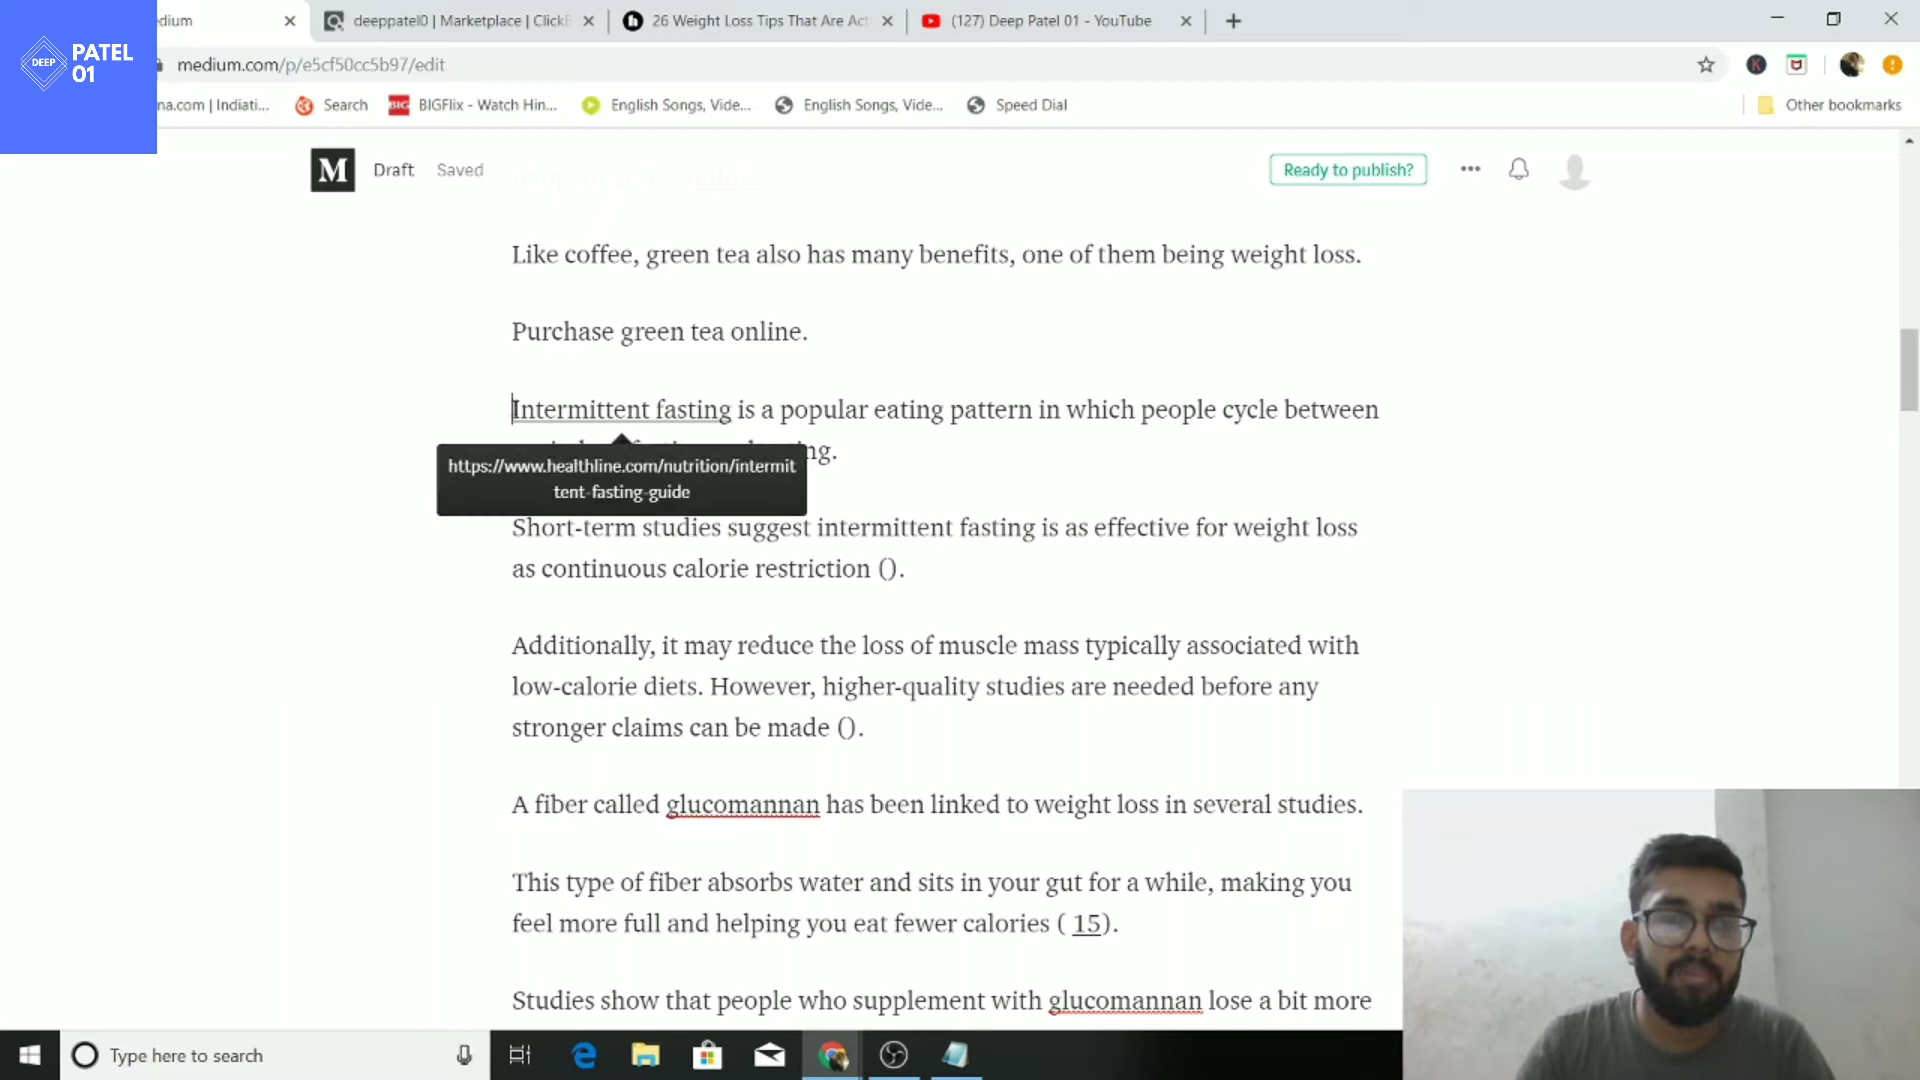 edium
deeppatel0 | Marketplace | Click
26 Weight Loss Tips That Are Act
(127) Deep Patel 01 - YouTube
DEEP
PATEL
01
medium.com/p/e5cf50cc5b97/edit
na.com | Indiati...
Search
BIG
BIGFlix - Watch Hin...
English Songs, Vide...
English Songs, Vide...
Speed Dial
Other bookmarks
M
Draft
Saved
Ready to publish?
Like coffee, green tea also has many benefits, one of them being weight loss.
Purchase green tea online.
Intermittent fasting is a popular eating pattern in which people cycle between
ng.
https://www.healthline.com/nutrition/intermit
tent-fasting-guide
Short-term studies suggest intermittent fasting is as effective for weight loss
as continuous calorie restriction ().
Additionally, it may reduce the loss of muscle mass typically associated with
low-calorie diets. However, higher-quality studies are needed before any
stronger claims can be made ().
A fiber called glucomannan has been linked to weight loss in several studies.
This type of fiber absorbs water and sits in your gut for a while, making you
feel more full and helping you eat fewer calories ( 15).
Studies show that people who supplement with glucomannan lose a bit more
Type here to search